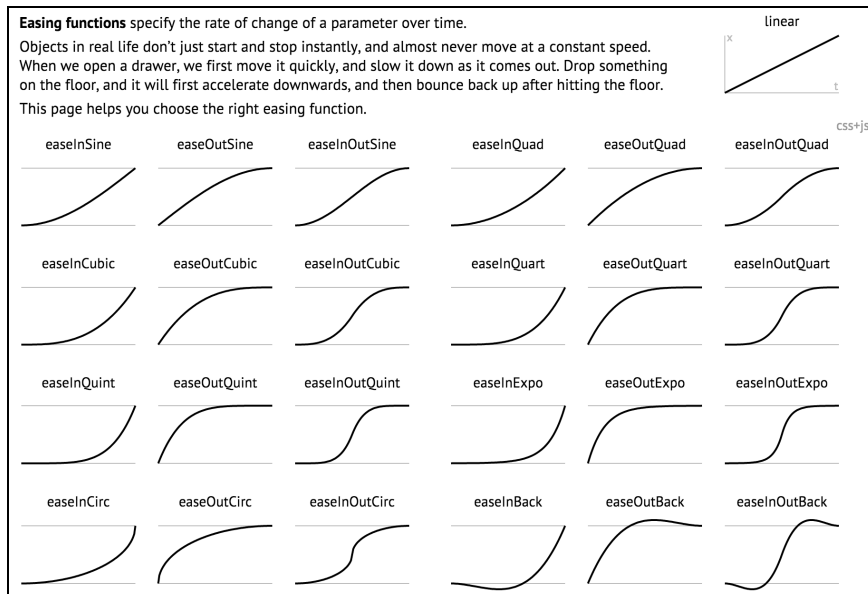 Easing functions specify the rate of change of a parameter over time.
Objects in real life don't just start and stop instantly, and almost never move at a constant speed.
When we open a drawer, we first move it quickly, and slow it down as it comes out. Drop something
on the floor, and it will first accelerate downwards, and then bounce back up after hitting the floor.
This page helps you choose the right easing function.
linear
x
t
css+js
easeInSine easeOutSine easeInOutSine easeInQuad easeOutQuad easeInOutQuad
easeInCubic easeOutCubic easeInOutCubic easeInQuart easeOutQuart easeInOutQuart
easeInQuint easeOutQuint easeInOutQuint easeInExpo easeOutExpo easeInOutExpo
easeInCirc easeOutCirc easeInOutCirc easeInBack easeOutBack easeInOutBack